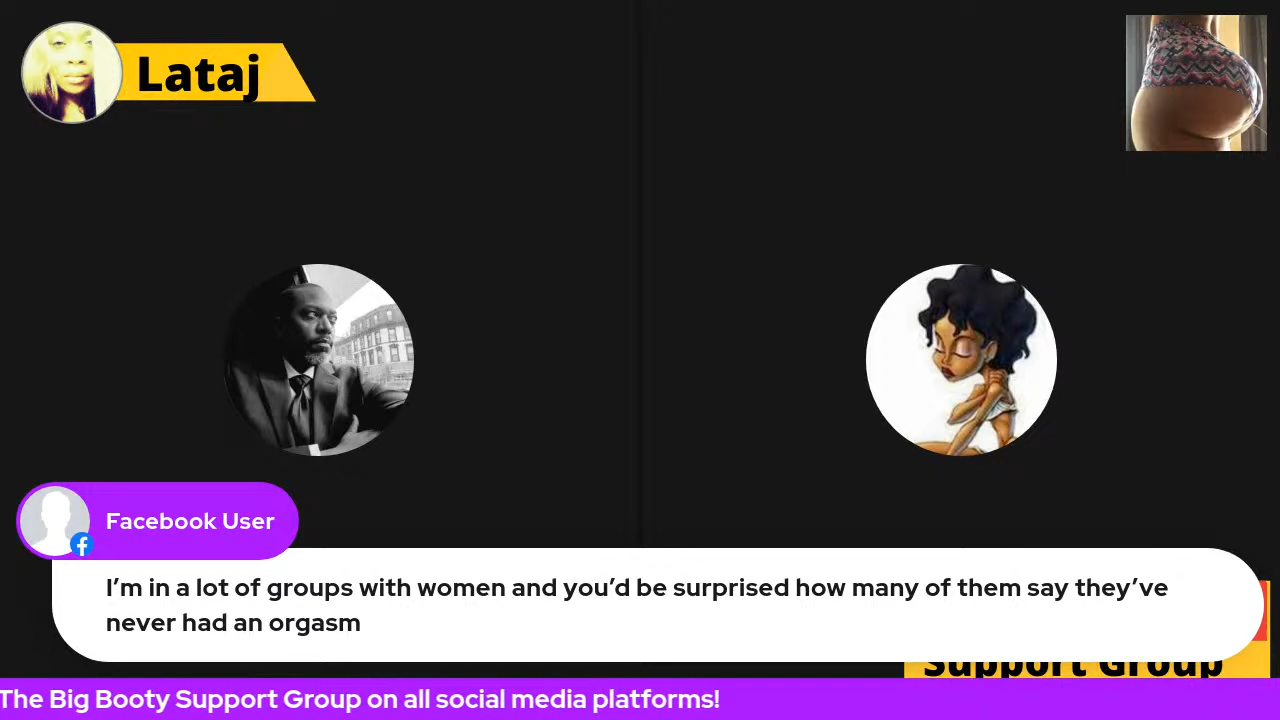 Lataj
Facebook User
I’m in a lot of groups with women and you’d be surprised how many of them say they’ve
never had an orgasm
Support Group
The Big Booty Support Group on all social media platforms!